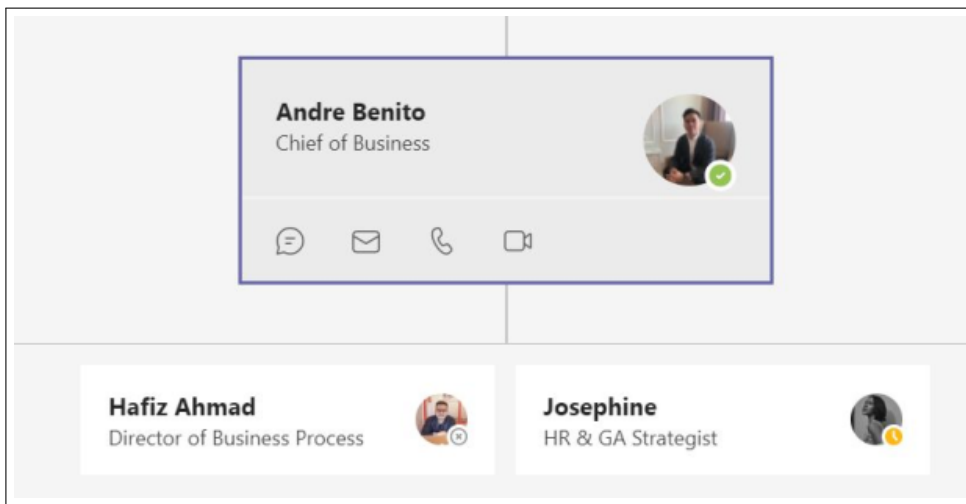 Andre Benito
Chief of Business
Hafiz Ahmad
Director of Business Process
Josephine
HR & GA Strategist